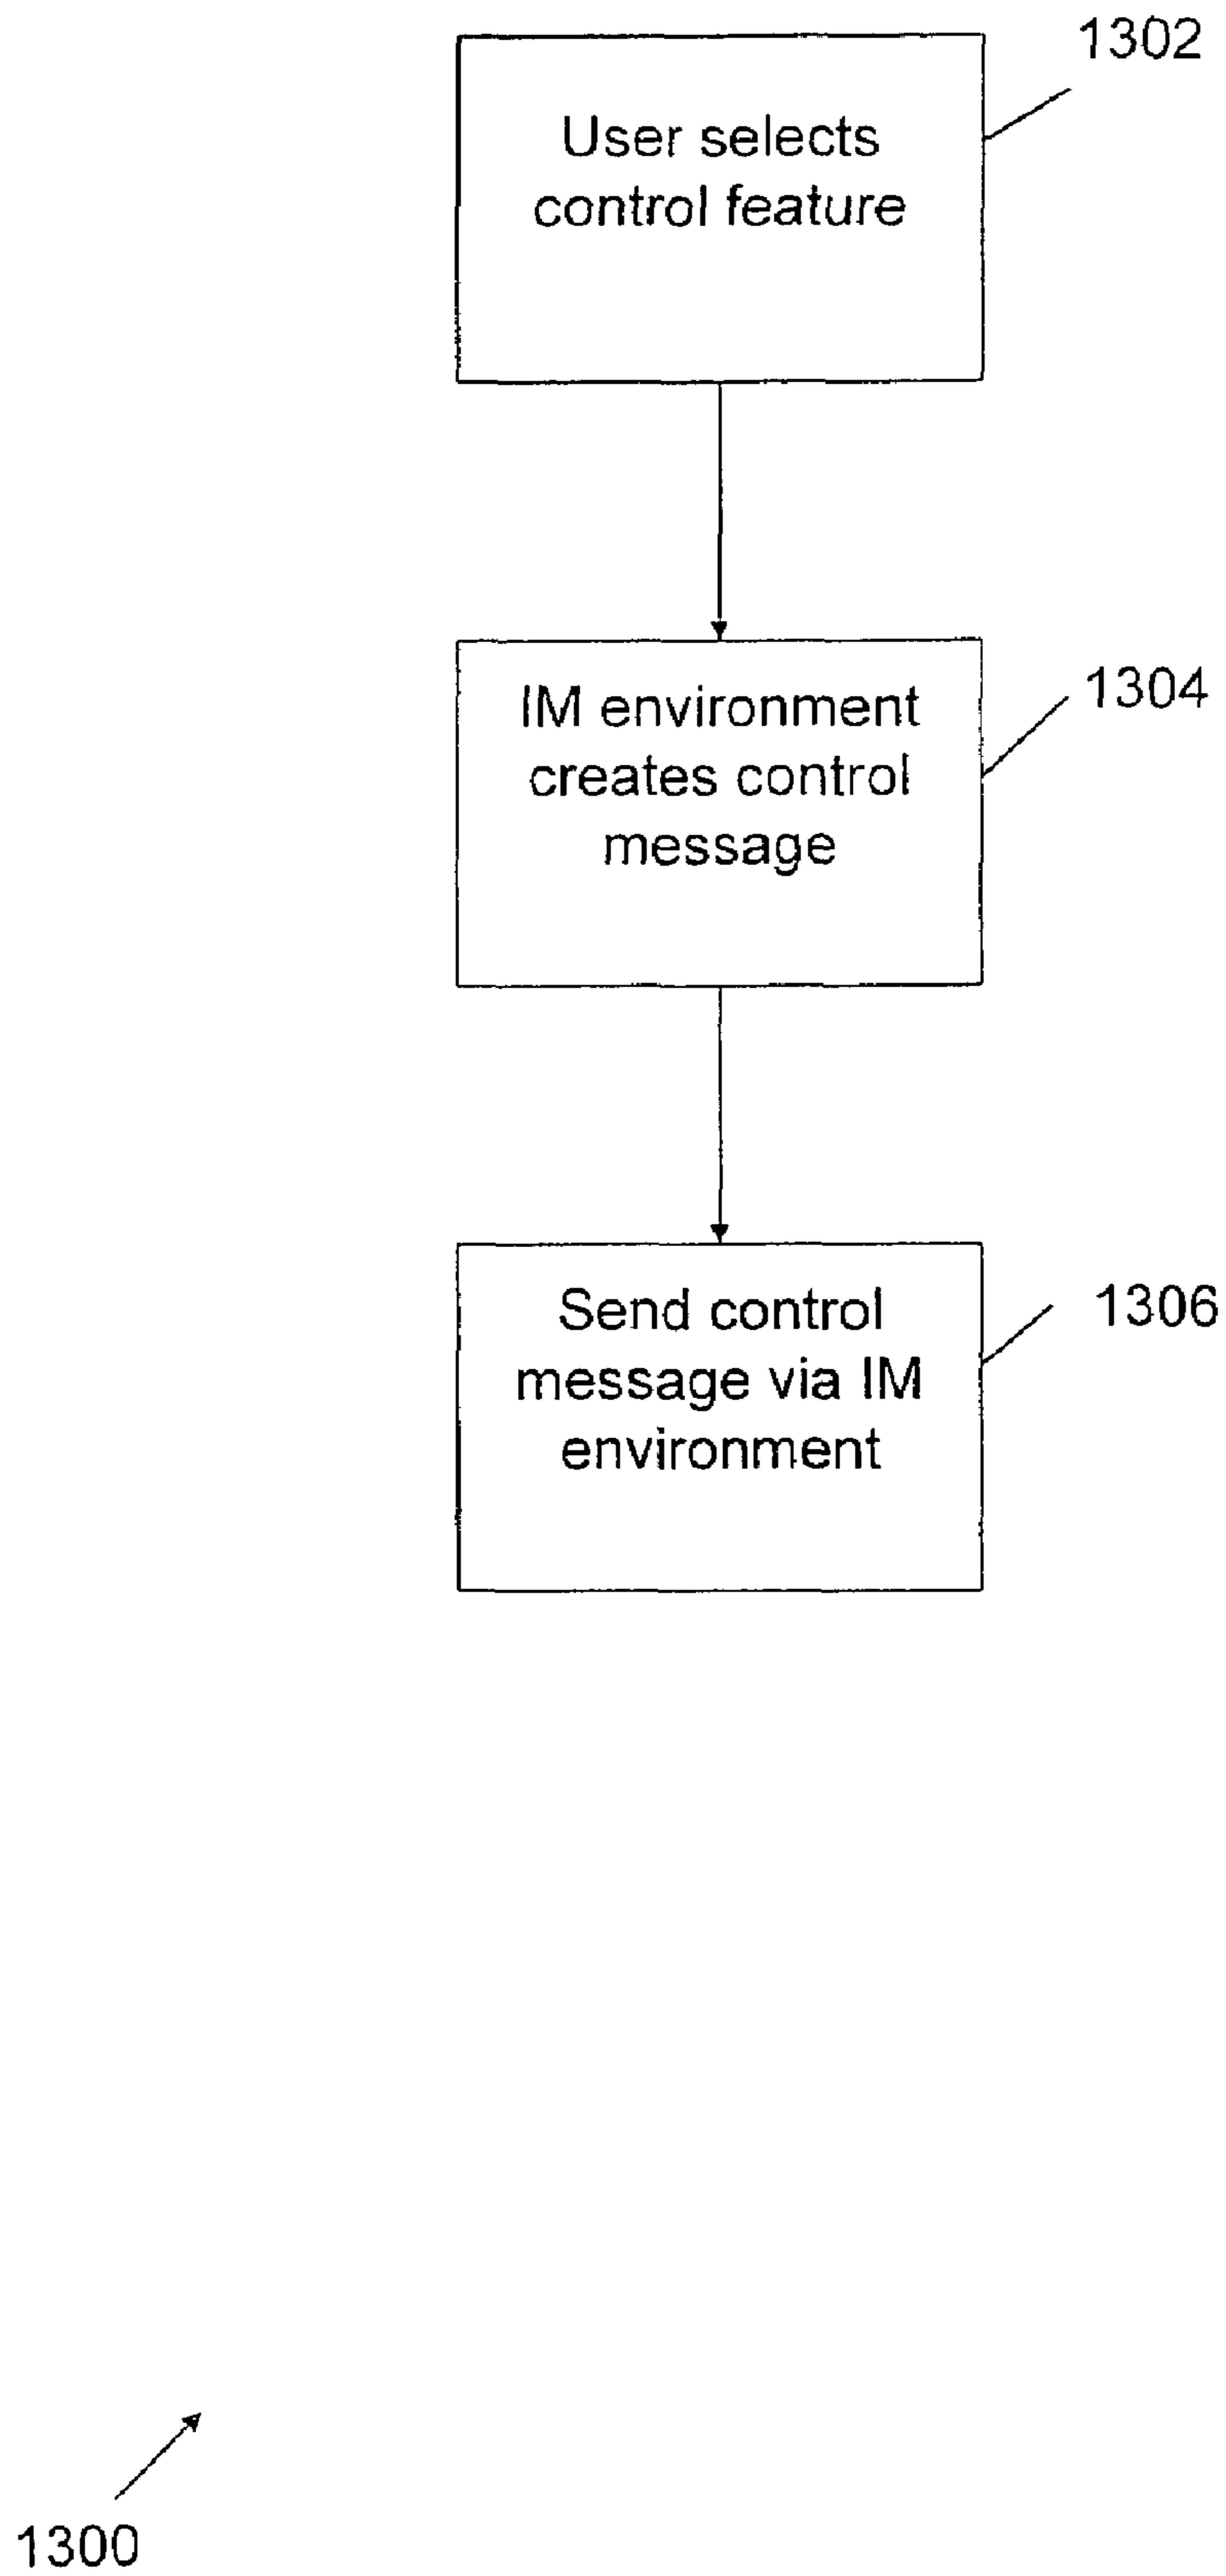 1302
User selects
control feature
IM environment
creates control
message
1304
Send control
message via IM
environment
1306
1300